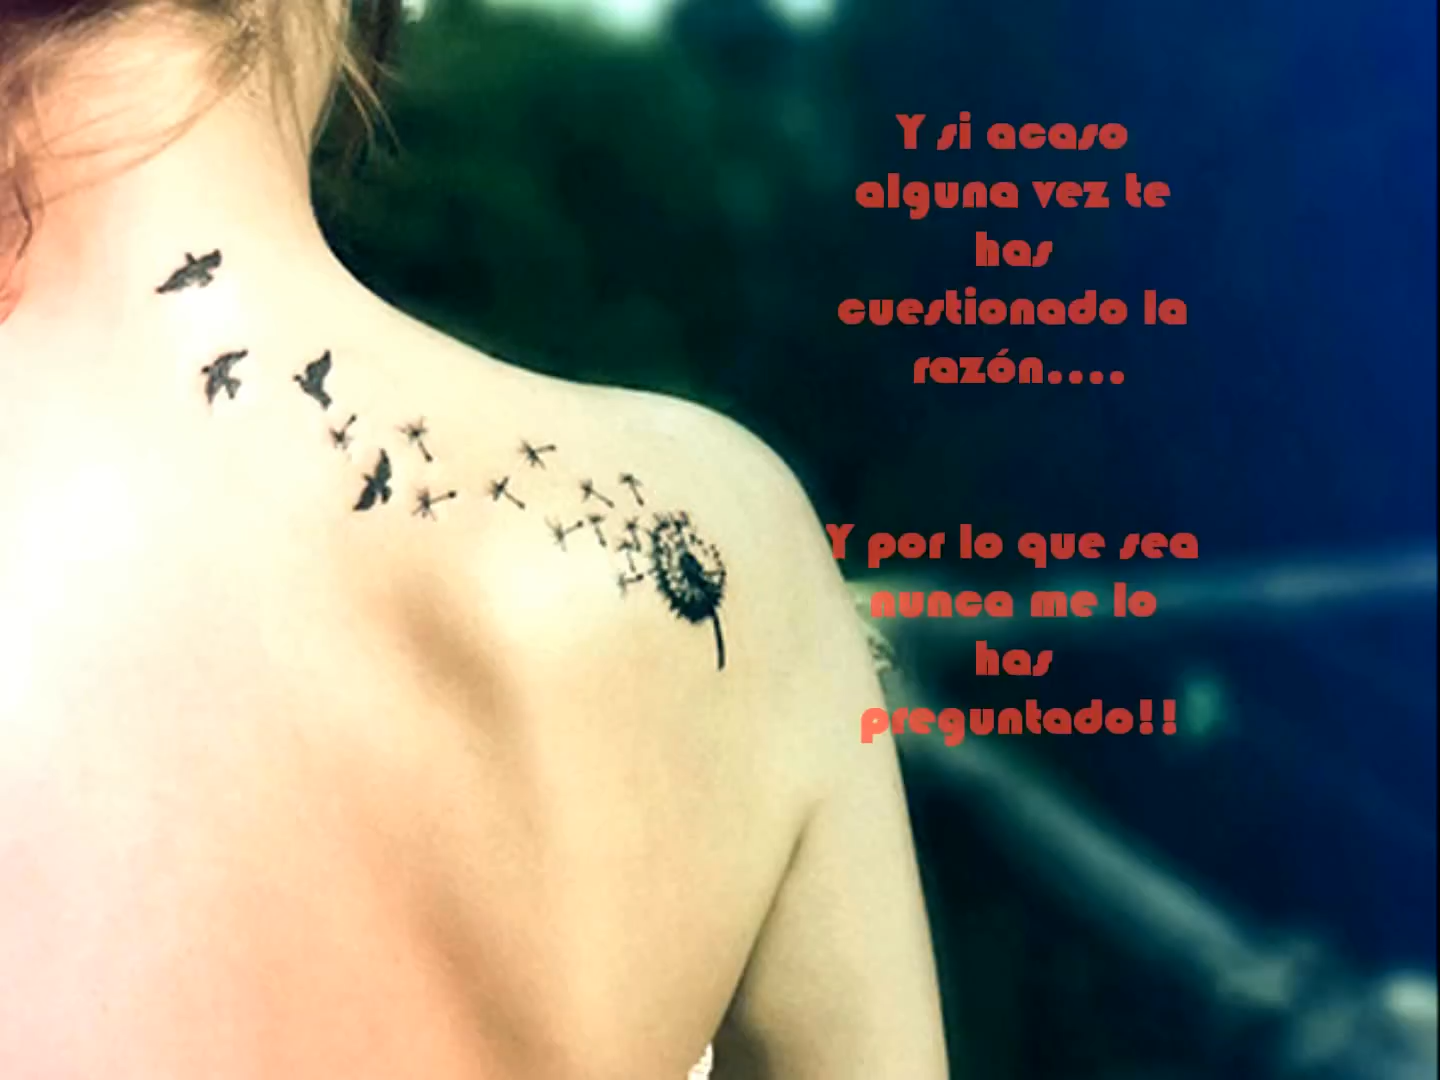 Y si acaso
alguna vez te
has
cuestionado la
razón....
Y por lo que sea
nunca me lo
has
preguntado!!